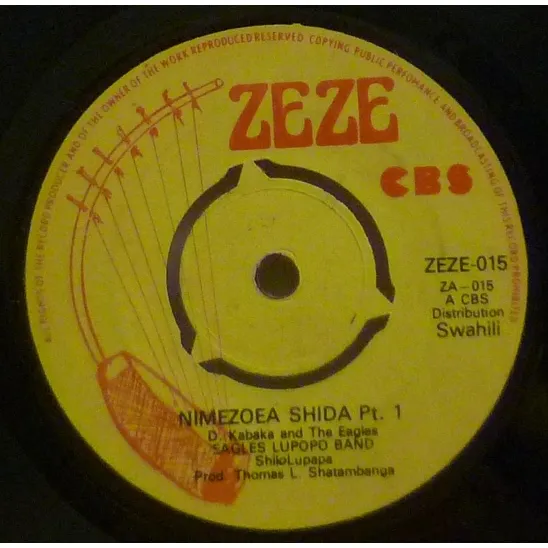 ALL RIGHTS OF THE RECORD PRODUCER AND OF THE OWNER OF THE WORK REPRODUCED RESERVED COPYING PUBLIC PERFOMANCE AND BROADCASTING OF THIS RECORD PROHIBITED
ZEZE
CBS
ZEZE-015
ZA-015
A CBS
Distribution
Swahili
NIMEZOEA SHIDA Pt. 1
D. Kabaka and The Eagles
EAGLES LUPOPO BAND
ShiloLupapa
Prod. Thomas L. Shatambanga